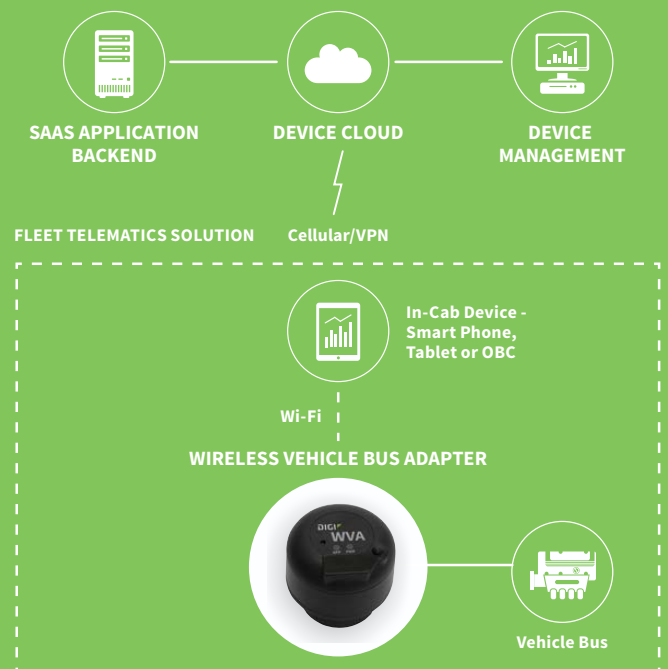 SAAS APPLICATION
BACKEND
DEVICE CLOUD
DEVICE
MANAGEMENT
FLEET TELEMATICS SOLUTION
Cellular/VPN
In-Cab Device -
Smart Phone,
Tablet or OBC
Wi-Fi
WIRELESS VEHICLE BUS ADAPTER
DIGI
WVA
Vehicle Bus